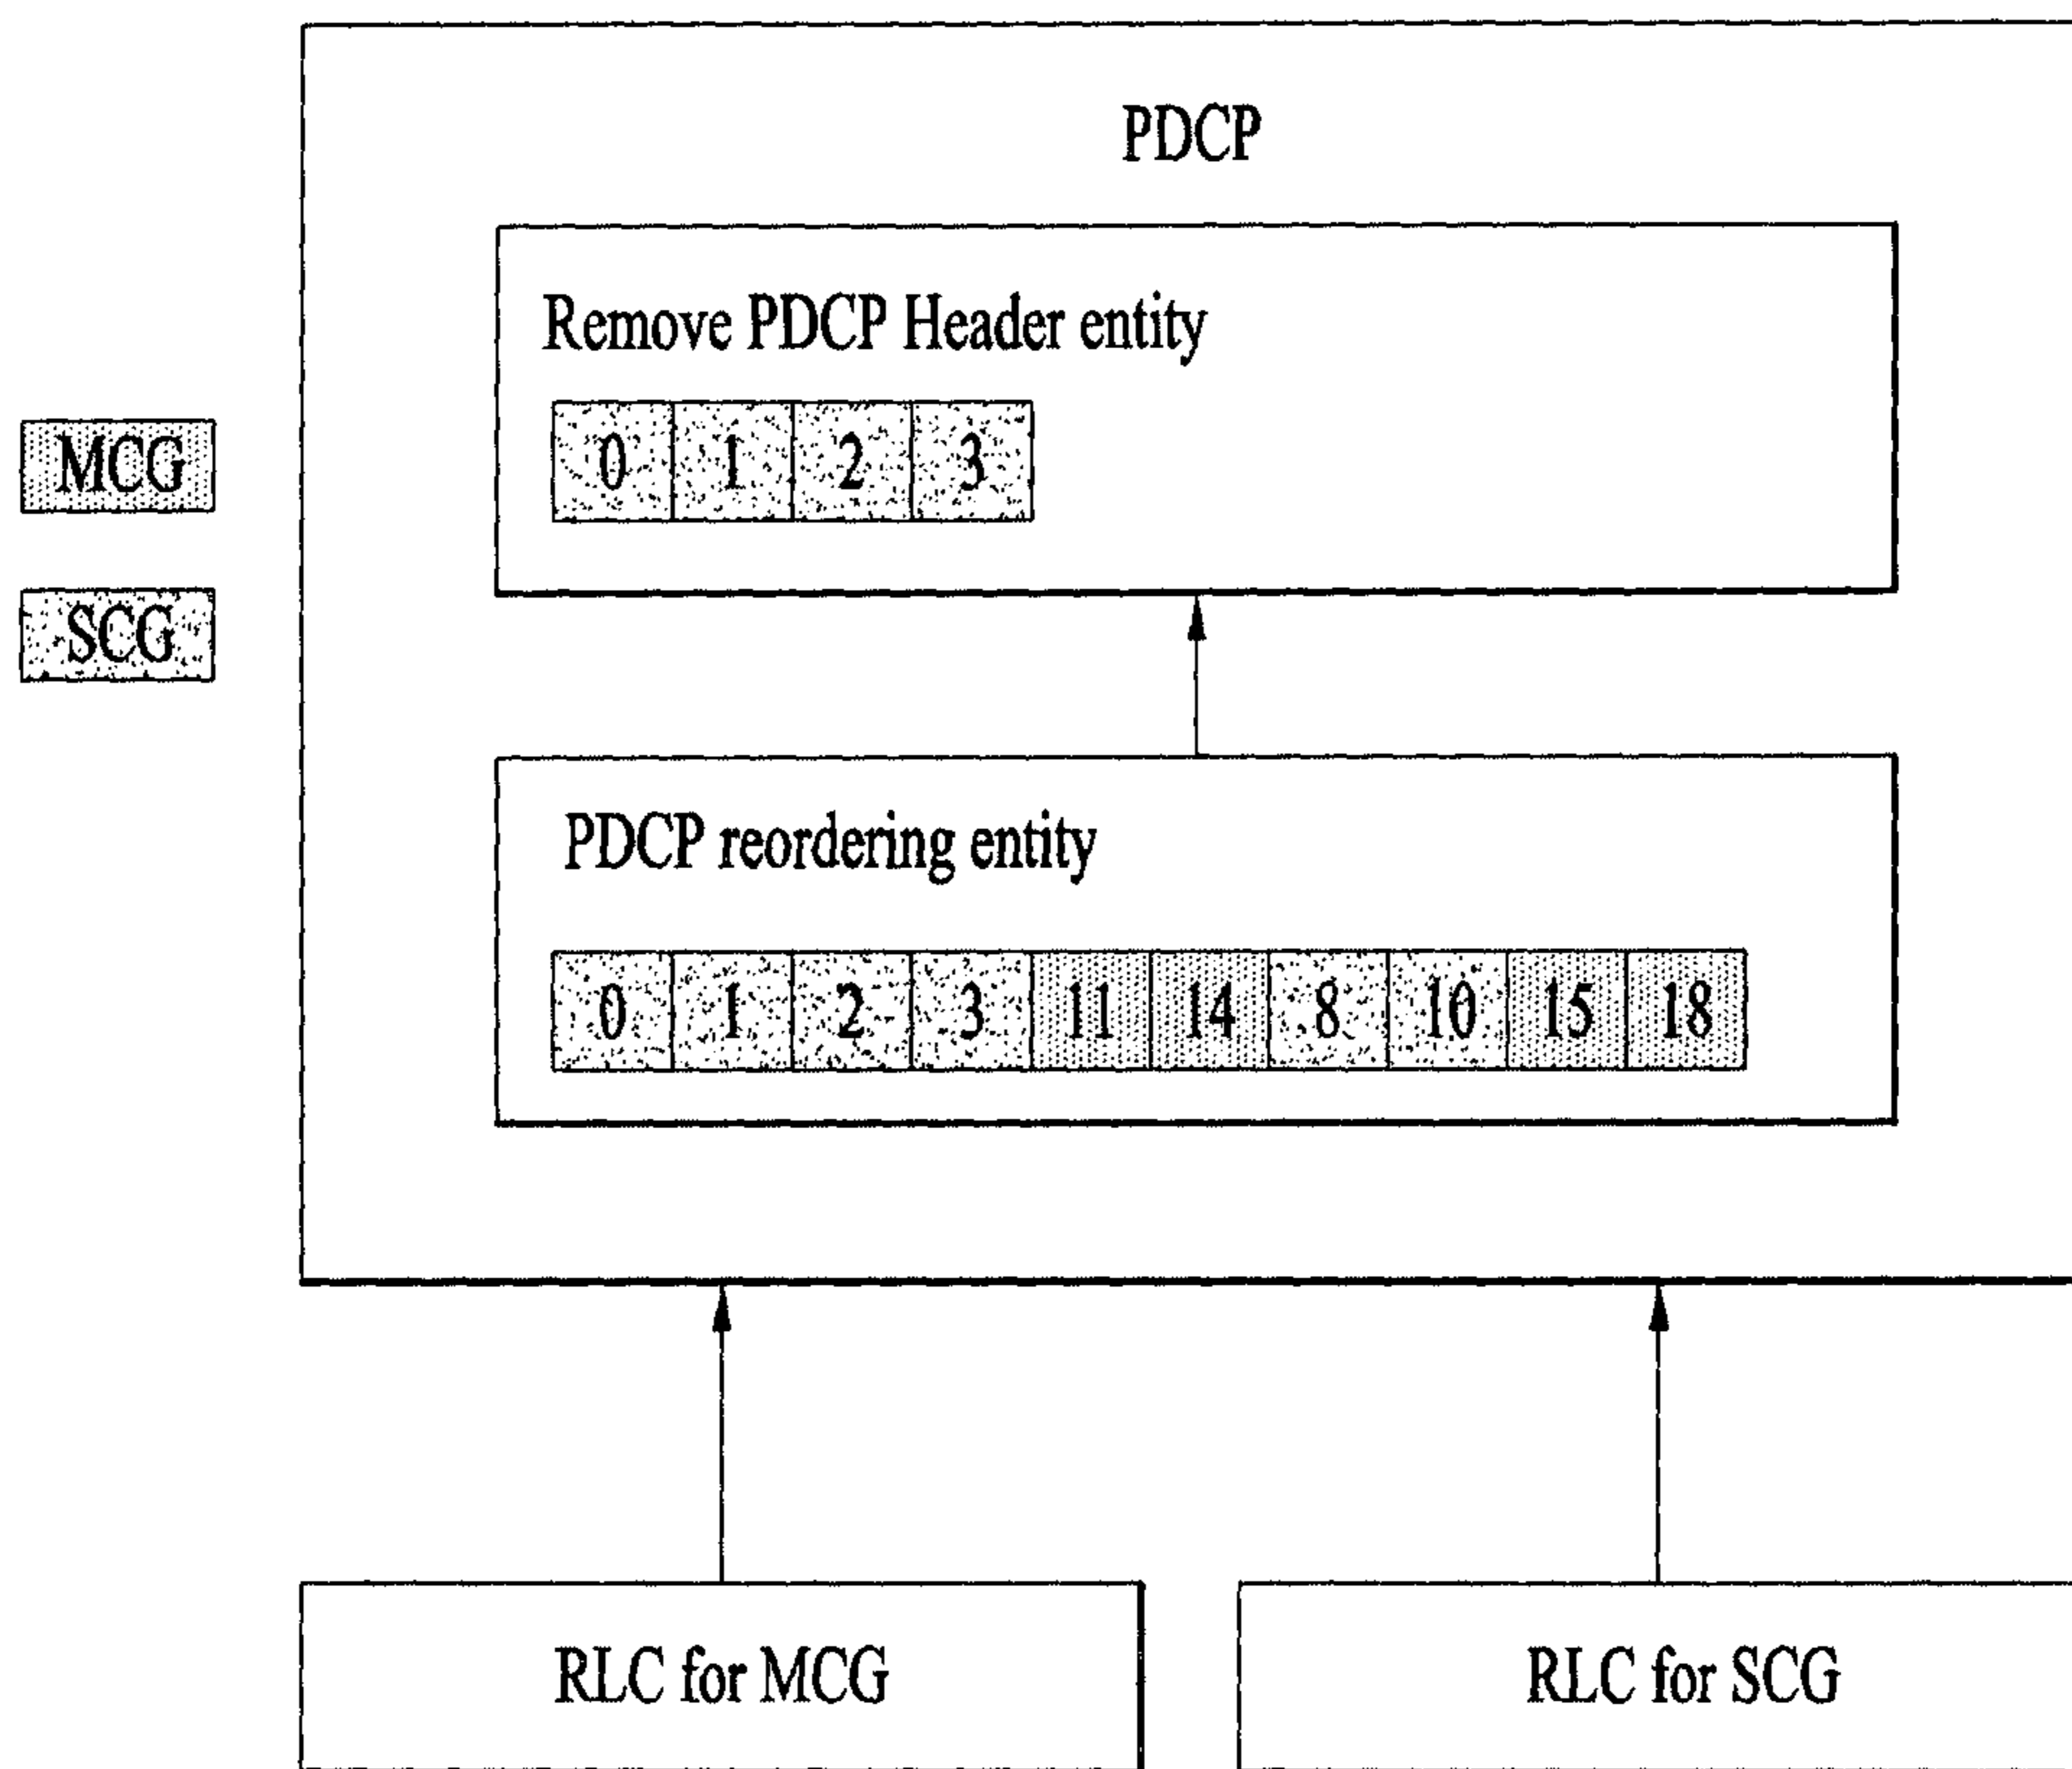 PDCP
Remove PDCP Header entity
0 1 2 3
MCG
SCG
PDCP reordering entity
0 1 2 3 11 14 8 10 15 18
RLC for MCG
RLC for SCG